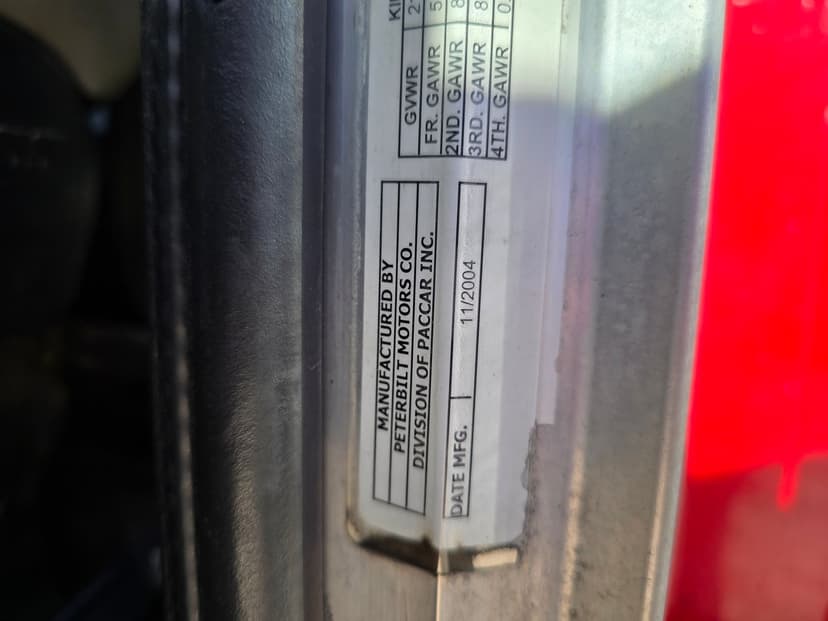 MANUFACTURED BY
PETERBILT MOTORS CO.
DIVISION OF PACCAR INC.
DATE MFG. 11/2004
GVWR
FR. GAWR
2ND. GAWR
3RD. GAWR
4TH. GAWR